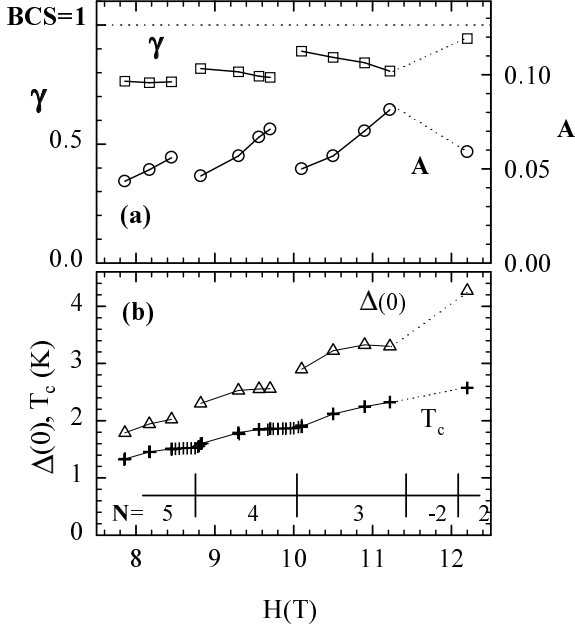 BCS=1
γ
γ
0.10
0.5
A
A
0.05
(a)
0.0
0.00
(b)
Δ(0)
4
3
Δ(0), T_c (K)
2
T_c
1
N= 5 4 3 -2 2
0
8 9 10 11 12
H(T)